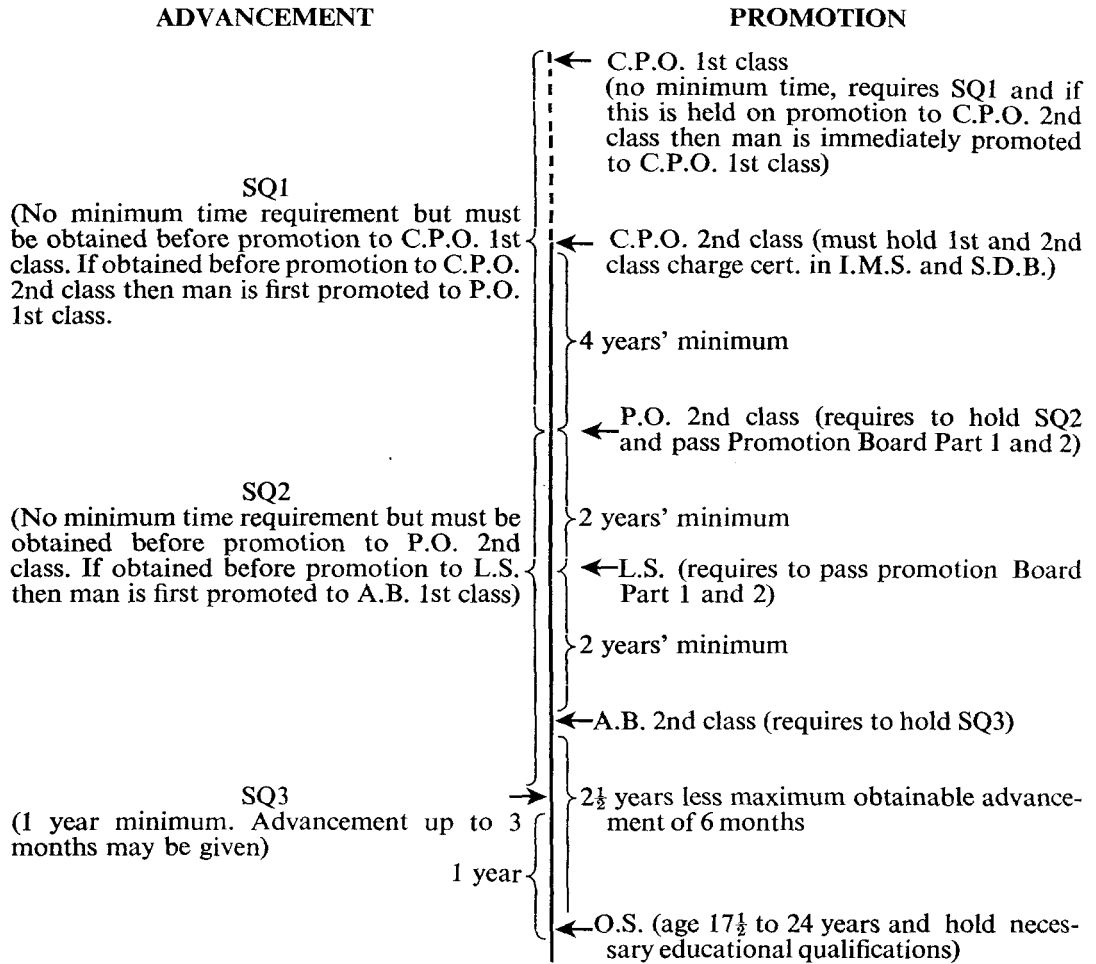 ADVANCEMENT
PROMOTION
C.P.O. 1st class
(no minimum time, requires SQ1 and if
this is held on promotion to C.P.O. 2nd
class then man is immediately promoted
to C.P.O. 1st class)
SQ1
(No minimum time requirement but must
be obtained before promotion to C.P.O. 1st
class. If obtained before promotion to C.P.O.
2nd class then man is first promoted to P.O.
1st class.
C.P.O. 2nd class (must hold 1st and 2nd
class charge cert. in I.M.S. and S.D.B.)
4 years' minimum
P.O. 2nd class (requires to hold SQ2
and pass Promotion Board Part 1 and 2)
SQ2
(No minimum time requirement but must be
obtained before promotion to P.O. 2nd
class. If obtained before promotion to L.S.
then man is first promoted to A.B. 1st class)
2 years' minimum
L.S. (requires to pass promotion Board
Part 1 and 2)
2 years' minimum
A.B. 2nd class (requires to hold SQ3)
SQ3
(1 year minimum. Advancement up to 3
months may be given)
2½ years less maximum obtainable advance-
ment of 6 months
1 year
O.S. (age 17½ to 24 years and hold neces-
sary educational qualifications)